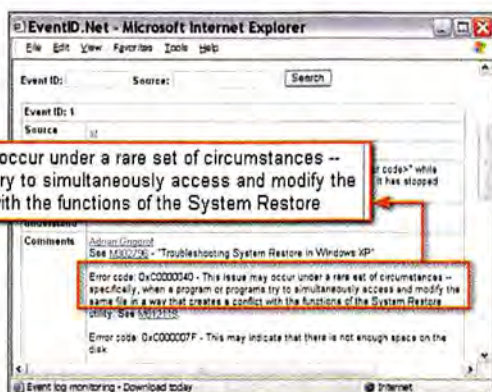 EventID.Net - Microsoft Internet Explorer
File Edit View Favorites Tools Help
Event ID: Source: Search
Event ID: 1
Source sr
occur under a rare set of circumstances --
ry to simultaneously access and modify the
with the functions of the System Restore
or code>" while
It has stopped
understand
Comments Adrian Grigorof
See M302796 - "Troubleshooting System Restore in Windows XP"
Error code: 0xC0000040 - This issue may occur under a rare set of circumstances --
specifically, when a program or programs try to simultaneously access and modify the
same file in a way that creates a conflict with the functions of the System Restore
utility. See M812119.
Error code: 0xC000007F - This may indicate that there is not enough space on the
disk.
Event log monitoring - Download today Internet